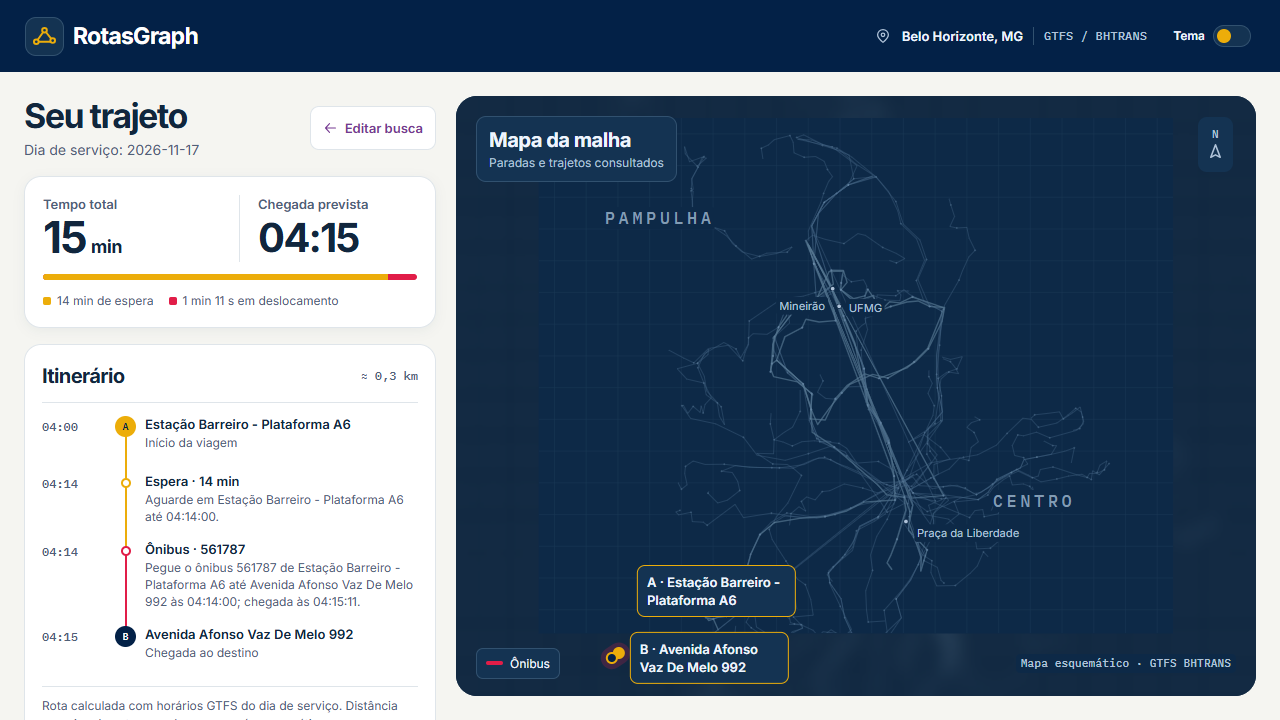 RotasGraph
Belo Horizonte, MG
GTFS / BHTRANS
Tema
Seu trajeto
Dia de serviço: 2026-11-17
← Editar busca
Tempo total
15 min
Chegada prevista
04:15
14 min de espera
1 min 11 s em deslocamento
Itinerário
≈ 0,3 km
04:00
A
Estação Barreiro - Plataforma A6
Início da viagem
04:14
Espera · 14 min
Aguarde em Estação Barreiro - Plataforma A6
até 04:14:00.
04:14
Ônibus · 561787
Pegue o ônibus 561787 de Estação Barreiro -
Plataforma A6 até Avenida Afonso Vaz De Melo
992 às 04:14:00; chegada às 04:15:11.
04:15
B
Avenida Afonso Vaz De Melo 992
Chegada ao destino
Rota calculada com horários GTFS do dia de serviço. Distância
Mapa da malha
Paradas e trajetos consultados
N
PAMPULHA
Mineirão
UFMG
CENTRO
Praça da Liberdade
A · Estação Barreiro -
Plataforma A6
B · Avenida Afonso
Vaz De Melo 992
Ônibus
Mapa esquemático · GTFS BHTRANS